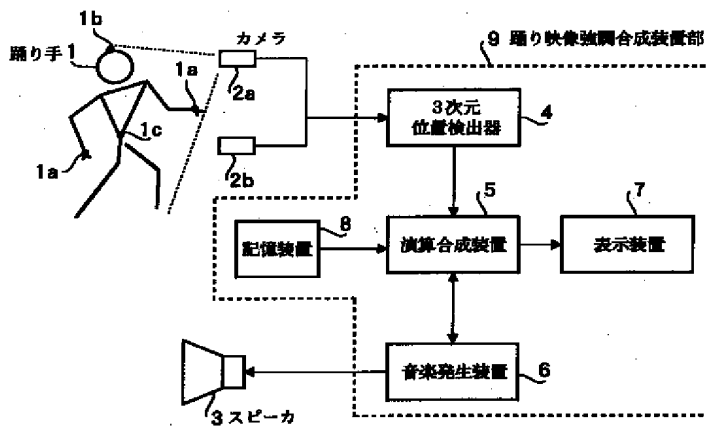 1b
踊り手 1
カメラ
1a
2a
1c
1a
2b
9 踊り映像強調合成装置部
3次元
位置検出器
4
5
7
8
記憶装置
演算合成装置
表示装置
音楽発生装置
6
3 スピーカ